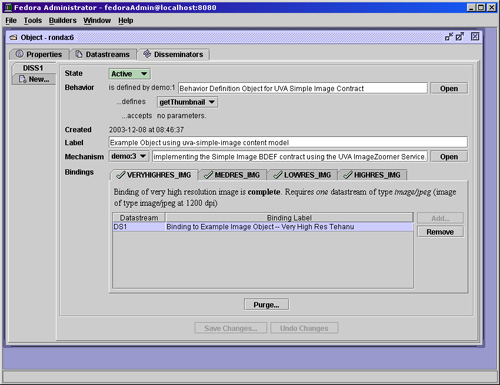 Fedora Administrator - fedoraAdmin@localhost:8080
File Tools Builders Window Help
Object - ronda:6
Properties Datastreams Disseminators
DISS1
New...
State Active
Behavior is defined by demo:1 Behavior Definition Object for UVA Simple Image Contract Open
...defines getThumbnail
...accepts no parameters.
Created 2003-12-08 at 08:46:37
Label Example Object using uva-simple-image content model
Mechanism demo:3 implementing the Simple Image BDEF contract using the UVA ImageZoomer Service. Open
Bindings VERYHIGHRES_IMG MEDRES_IMG LOWRES_IMG HIGHRES_IMG
Binding of very high resolution image is complete. Requires one datastream of type image/jpeg (image
of type image/jpeg at 1200 dpi)
Datastream Binding Label Add...
DS1 Binding to Example Image Object -- Very High Res Tehanu
Remove
Purge...
Save Changes... Undo Changes